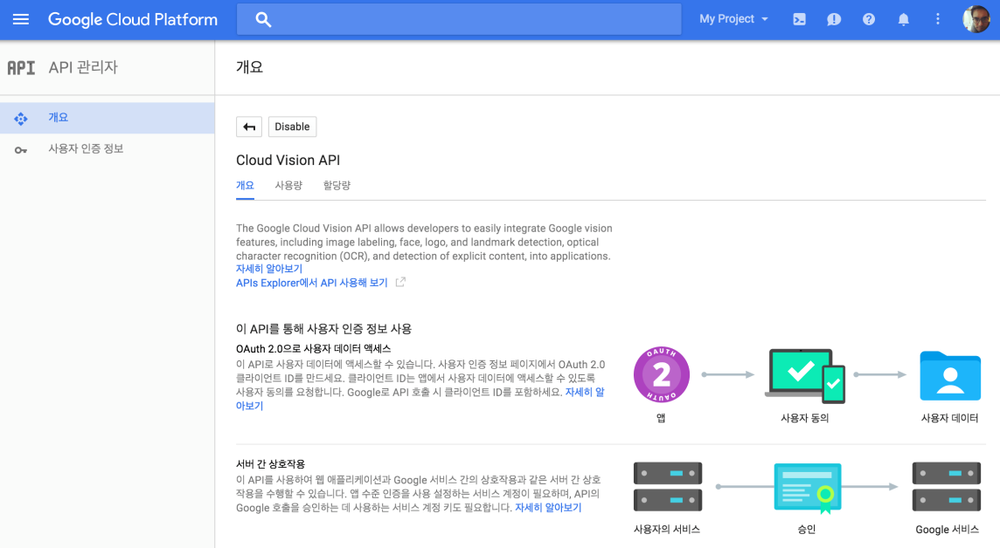 Google Cloud Platform
My Project
API API 관리자
개요
개요
사용자 인증 정보
Disable
Cloud Vision API
개요 사용량 할당량
The Google Cloud Vision API allows developers to easily integrate Google vision
features, including image labeling, face, logo, and landmark detection, optical
character recognition (OCR), and detection of explicit content, into applications.
자세히 알아보기
APIs Explorer에서 API 사용해 보기
이 API를 통해 사용자 인증 정보 사용
OAuth 2.0으로 사용자 데이터 액세스
이 API로 사용자 데이터에 액세스할 수 있습니다. 사용자 인증 정보 페이지에서 OAuth 2.0
클라이언트 ID를 만드세요. 클라이언트 ID는 앱에서 사용자 데이터에 액세스할 수 있도록
사용자 동의를 요청합니다. Google로 API 호출 시 클라이언트 ID를 포함하세요. 자세히 알
아보기
OAUTH
2
OAUTH
앱 사용자 동의 사용자 데이터
서버 간 상호작용
이 API를 사용하여 웹 애플리케이션과 Google 서비스 간의 상호작용과 같은 서버 간 상호
작용을 수행할 수 있습니다. 앱 수준 인증을 사용 설정하는 서비스 계정이 필요하며, API의
Google 호출을 승인하는 데 사용하는 서비스 계정 키도 필요합니다. 자세히 알아보기
사용자의 서비스 승인 Google 서비스